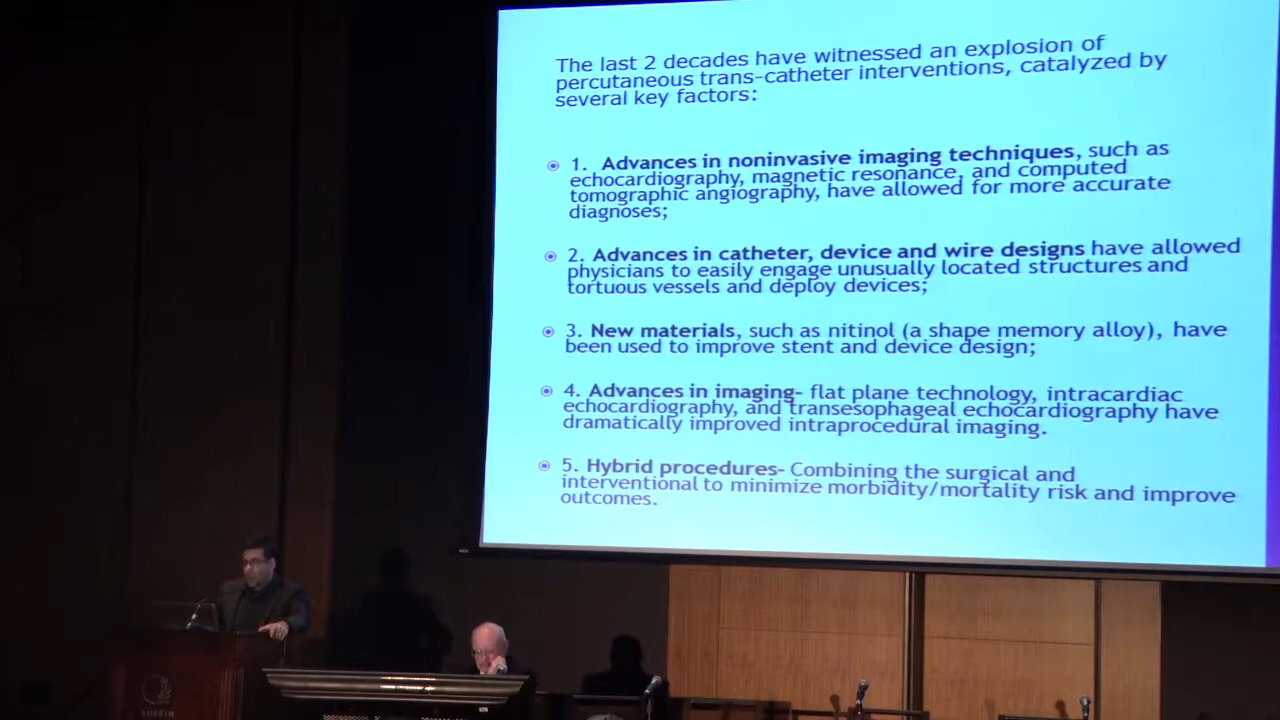 The last 2 decades have witnessed an explosion of
percutaneous trans-catheter interventions, catalyzed by
several key factors:
1. Advances in noninvasive imaging techniques, such as
echocardiography, magnetic resonance, and computed
tomographic angiography, have allowed for more accurate
diagnoses;
2. Advances in catheter, device and wire designs have allowed
physicians to easily engage unusually located structures and
tortuous vessels and deploy devices;
3. New materials, such as nitinol (a shape memory alloy), have
been used to improve stent and device design;
4. Advances in imaging- flat plane technology, intracardiac
echocardiography, and transesophageal echocardiography have
dramatically improved intraprocedural imaging.
5. Hybrid procedures- Combining the surgical and
interventional to minimize morbidity/mortality risk and improve
outcomes.